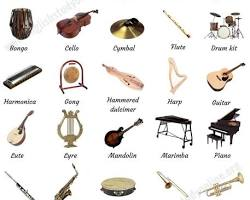 Bongo Cello Cymbal Flute Drum kit
Harmonica Gong Hammered Harp Guitar
dulcimer
Lute Lyre Mandolin Marimba Piano